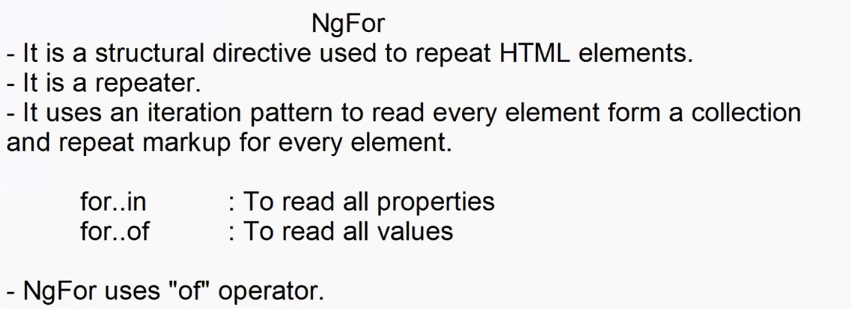 NgFor
- It is a structural directive used to repeat HTML elements.
- It is a repeater.
- It uses an iteration pattern to read every element form a collection
and repeat markup for every element.
for..in : To read all properties
for..of : To read all values
- NgFor uses "of" operator.